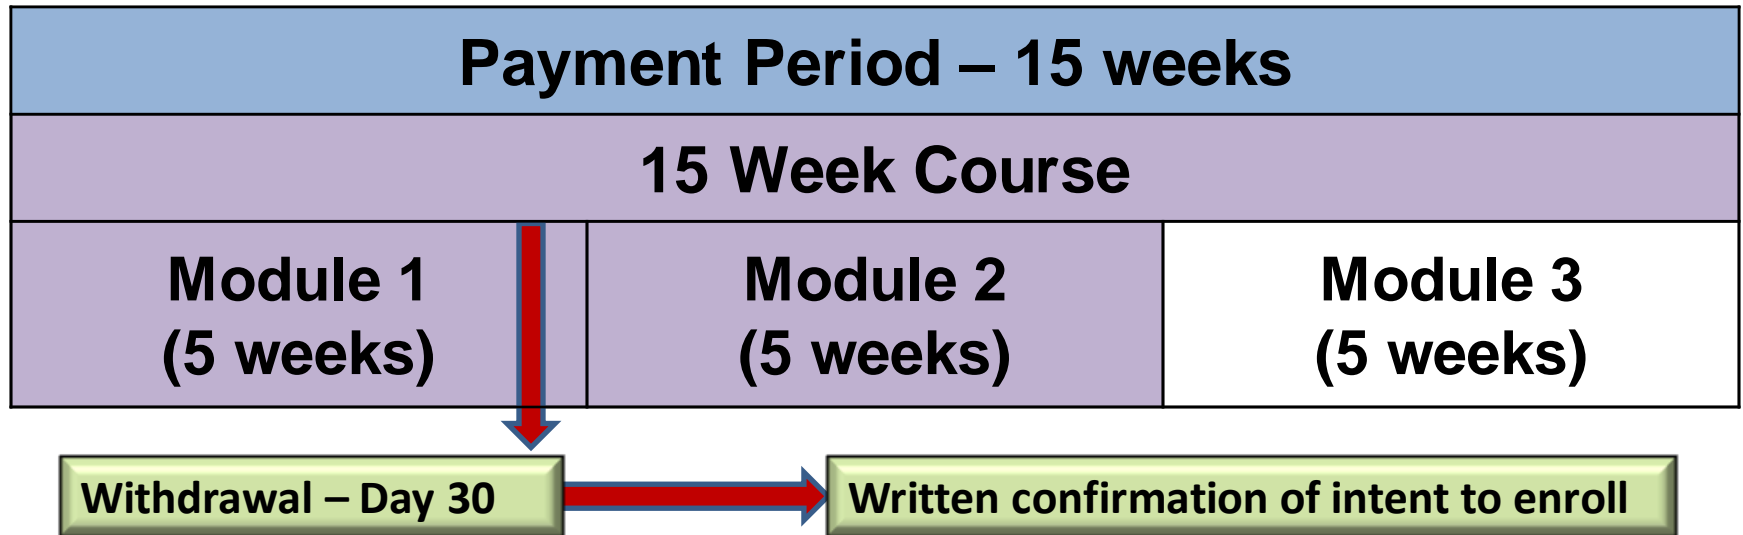 Payment Period – 15 weeks
15 Week Course
Module 1
(5 weeks)
Module 2
(5 weeks)
Module 3
(5 weeks)
Withdrawal – Day 30
Written confirmation of intent to enroll